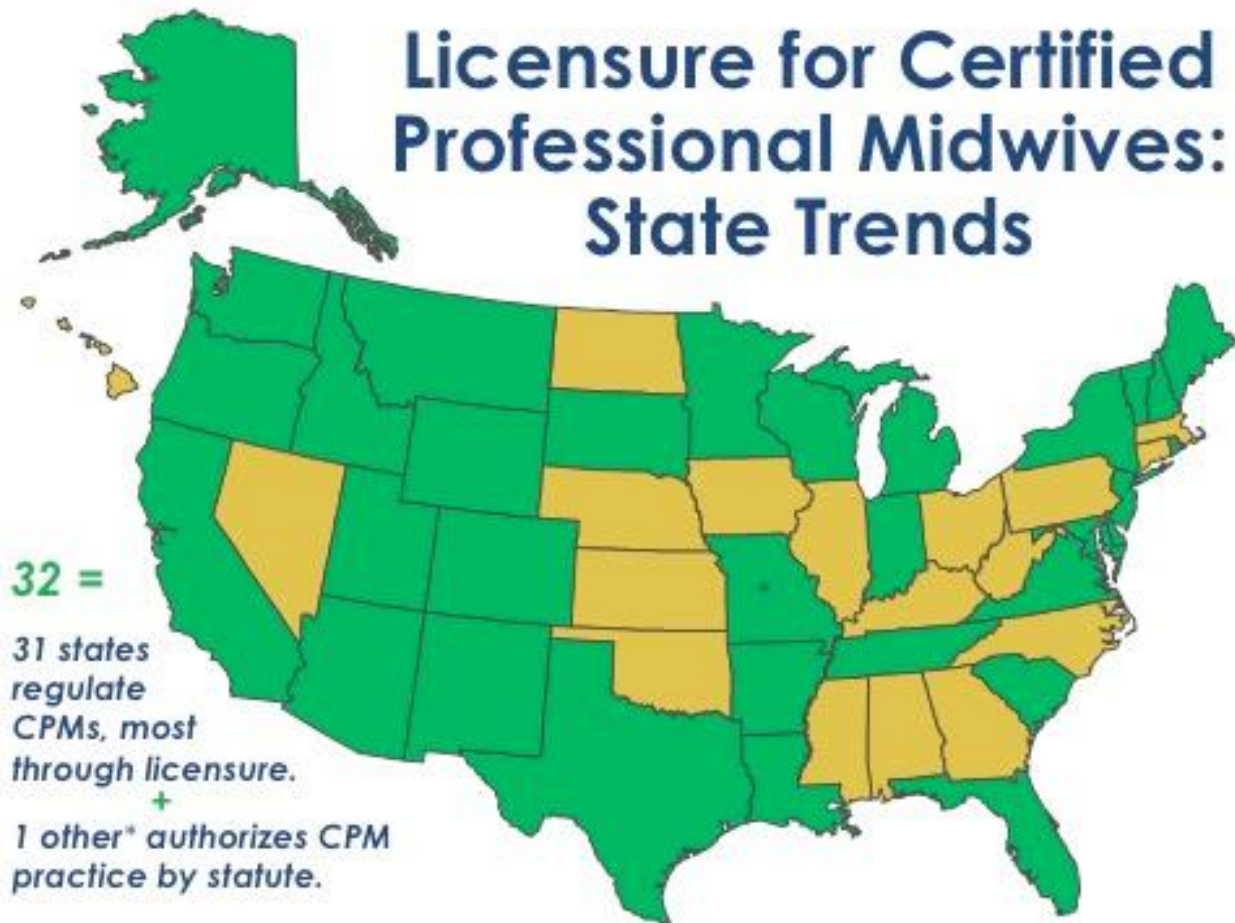 Licensure for Certified
Professional Midwives:
State Trends
32 =
31 states
regulate
CPMs, most
through licensure.
+
1 other* authorizes CPM
practice by statute.
*